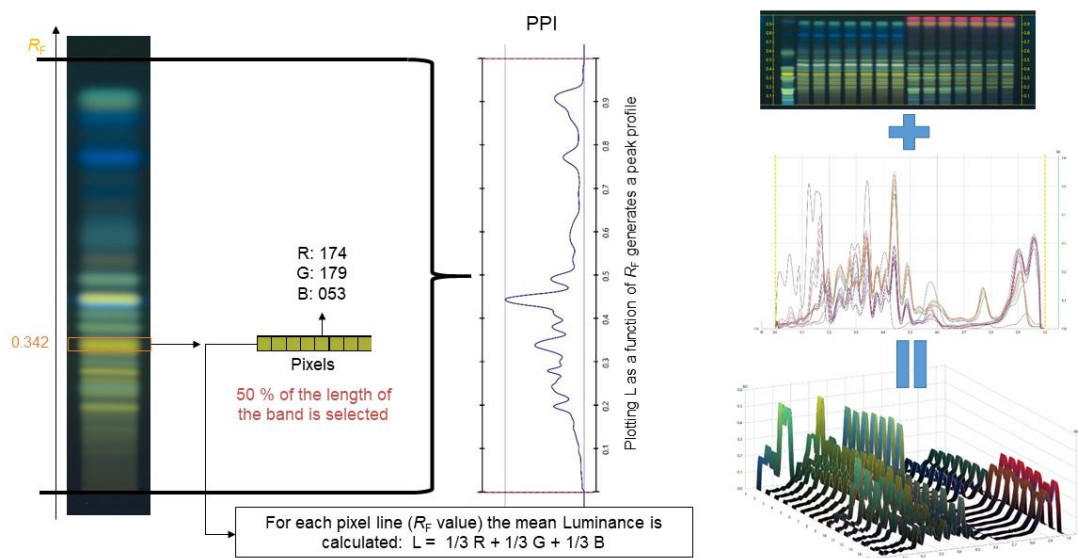 R_F
PPI
0.9
0.8
0.7
0.6
0.5
0.4
0.3
0.2
0.1
R: 174
G: 179
B: 053
0.342
Pixels
50 % of the length of
the band is selected
Plotting L as a function of R_F generates a peak profile
For each pixel line (R_F value) the mean Luminance is
calculated: L = 1/3 R + 1/3 G + 1/3 B